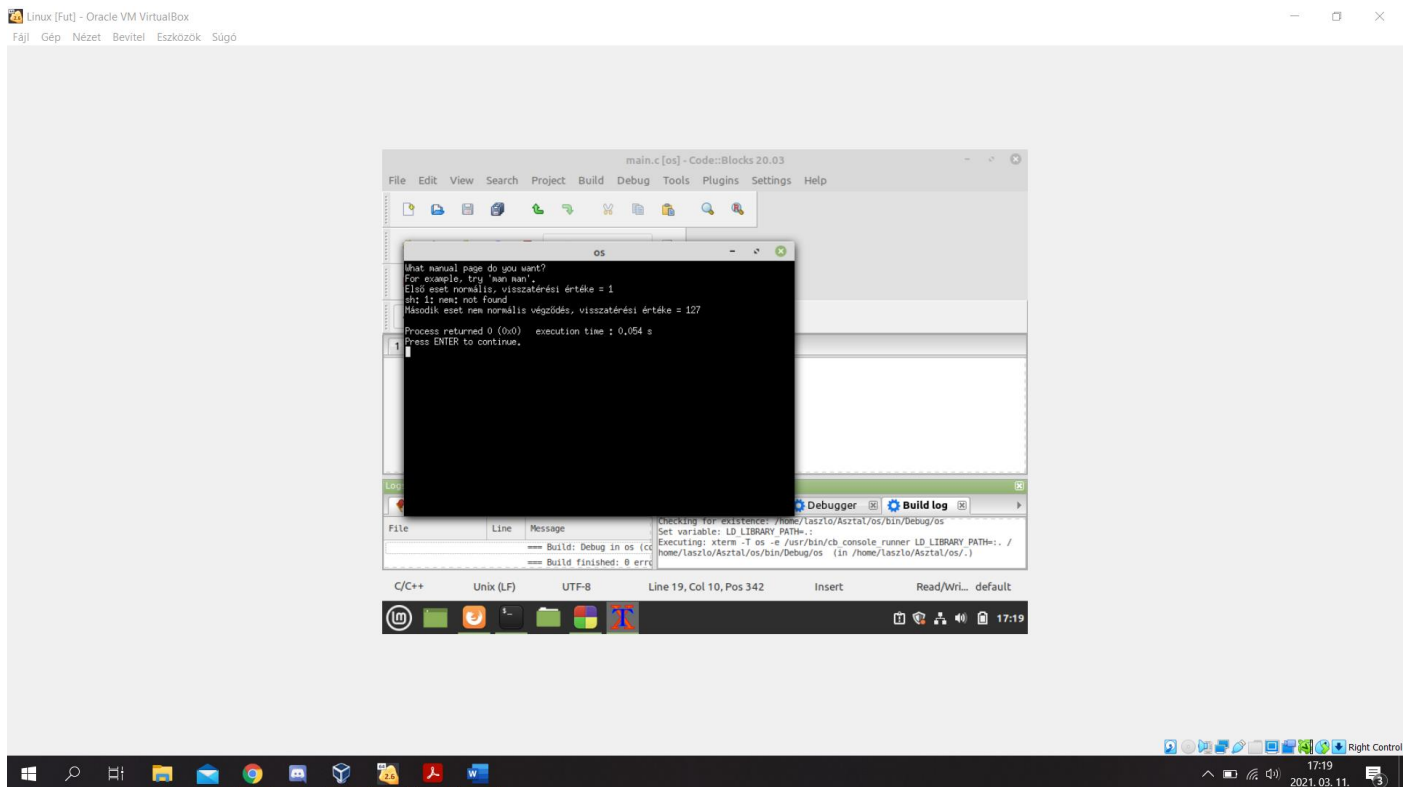 Linux [Fut] - Oracle VM VirtualBox
Fájl Gép Nézet Bevitel Eszközök Súgó
main.c [os] - Code::Blocks 20.03
File Edit View Search Project Build Debug Tools Plugins Settings Help
os
What manual page do you want?
For example, try 'man man'.
Első eset normális, visszatérési értéke = 1
sh: 1: nem: not found
Második eset nem normális végződés, visszatérési értéke = 127
Process returned 0 (0x0) execution time : 0.054 s
Press ENTER to continue.
1
Log
Debugger Build log
File Line Message
=== Build: Debug in os (co
=== Build finished: 0 erro
Checking for existence: /home/laszlo/Asztal/os/bin/Debug/os
Set variable: LD_LIBRARY_PATH=.:
Executing: xterm -T os -e /usr/bin/cb_console_runner LD_LIBRARY_PATH=:. /
home/laszlo/Asztal/os/bin/Debug/os (in /home/laszlo/Asztal/os/.)
C/C++ Unix (LF) UTF-8 Line 19, Col 10, Pos 342 Insert Read/Wri... default
17:19
Right Control
2.6
W
17:19
2021. 03. 11.
3